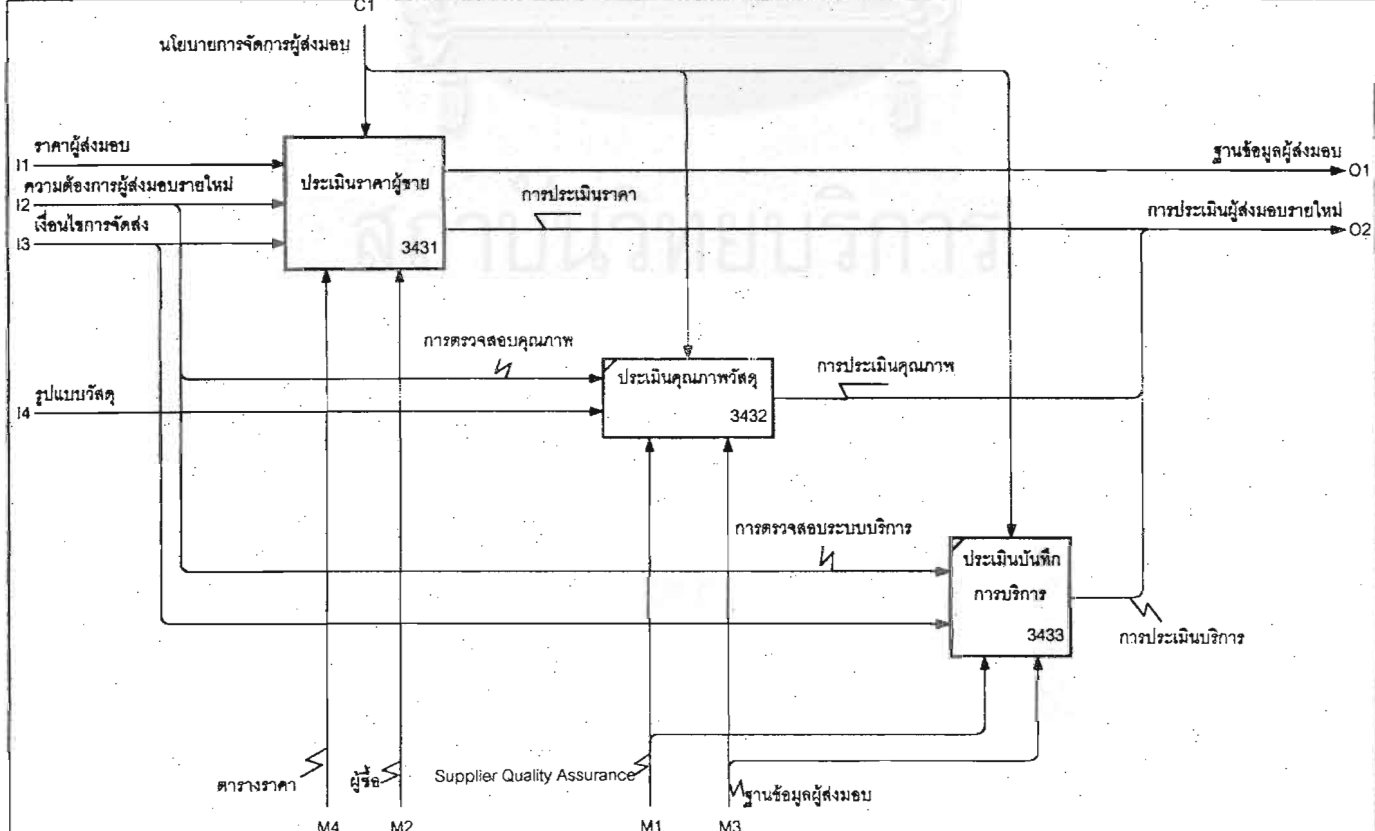 C1
นโยบายการจัดการผู้ส่งมอบ
ราคาผู้ส่งมอบ
I1
ความต้องการผู้ส่งมอบรายใหม่
I2
เงื่อนไขการจัดส่ง
I3
ประเมินราคาผู้ขาย
3431
ฐานข้อมูลผู้ส่งมอบ
O1
การประเมินราคา
การประเมินผู้ส่งมอบรายใหม่
O2
สถาบันวิทยบริการ
การตรวจสอบคุณภาพ
รูปแบบวัสดุ
I4
ประเมินคุณภาพวัสดุ
3432
การประเมินคุณภาพ
การตรวจสอบระบบบริการ
ประเมินบันทึก
การบริการ
3433
การประเมินบริการ
ตารางราคา
ผู้ซื้อ
Supplier Quality Assurance
ฐานข้อมูลผู้ส่งมอบ
M4
M2
M1
M3